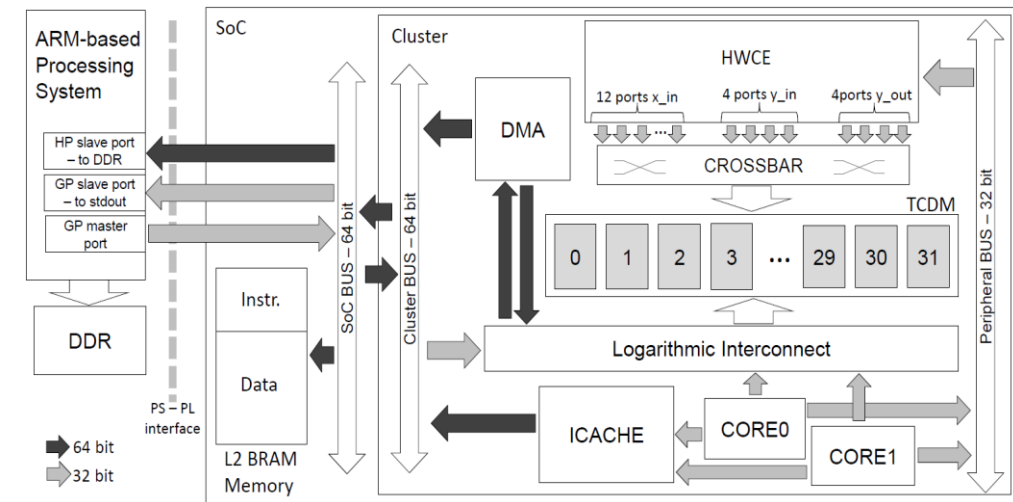 ARM-based
Processing
System
HP slave port
– to DDR
GP slave port
– to stdout
GP master
port
DDR
PS – PL
interface
64 bit
32 bit
SoC
Instr.
Data
L2 BRAM
Memory
SoC BUS – 64 bit
Cluster
Cluster BUS – 64 bit
DMA
HWCE
12 ports x_in
4 ports y_in
4ports y_out
...
CROSSBAR
TCDM
0 1 2 3 ... 29 30 31
Logarithmic Interconnect
ICACHE
CORE0
CORE1
Peripheral BUS – 32 bit